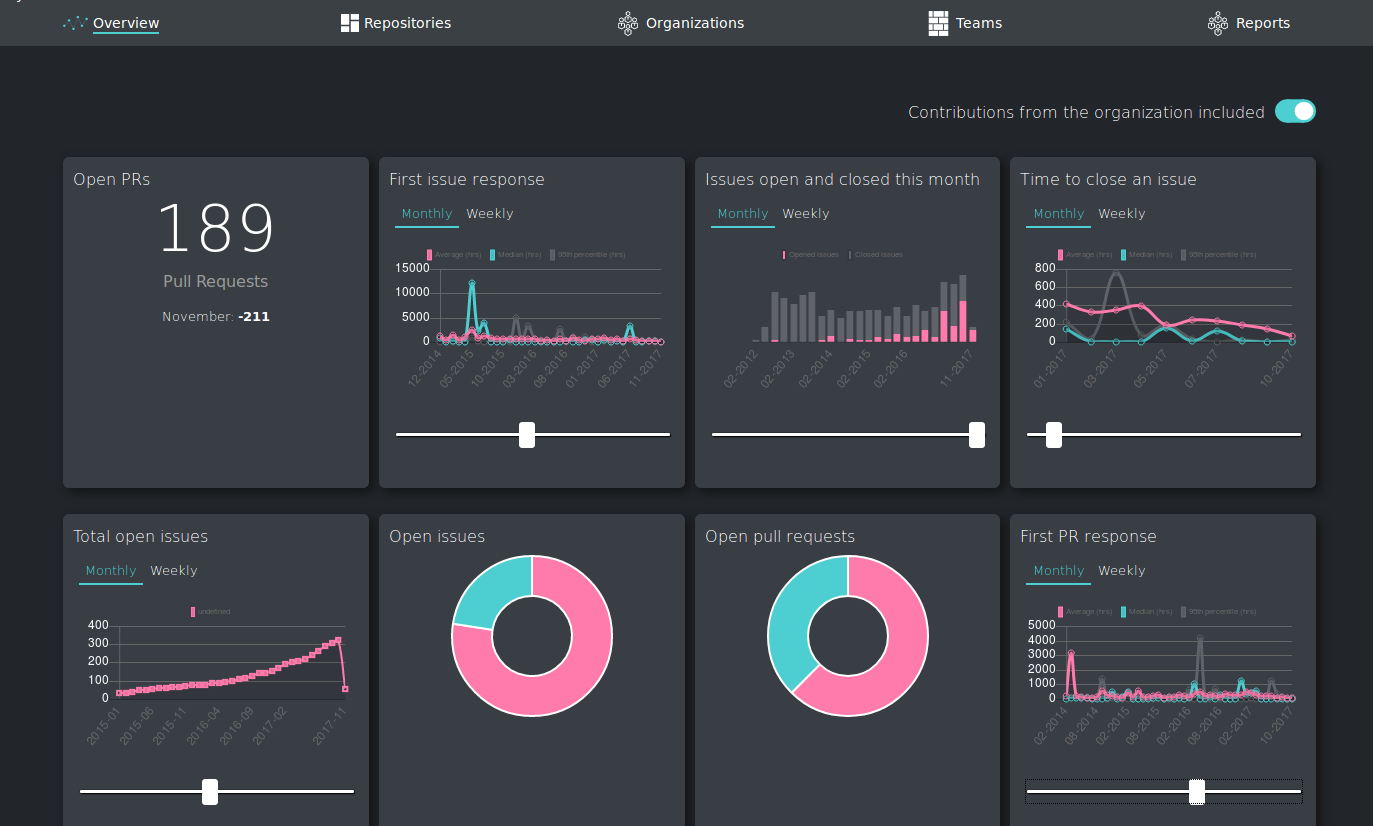 Overview
Repositories
Organizations
Teams
Reports
Contributions from the organization included
Open PRs
189
Pull Requests
November: -211
First issue response
Monthly Weekly
Average (hrs) Median (hrs) 95th percentile (hrs)
15000
10000
5000
0
12-2014 05-2015 10-2015 03-2016 08-2016 01-2017 06-2017 11-2017
Issues open and closed this month
Monthly Weekly
Opened Issues Closed Issues
02-2012 02-2013 02-2014 02-2015 02-2016 11-2017
Time to close an issue
Monthly Weekly
Average (hrs) Median (hrs) 95th percentile (hrs)
800
600
400
200
0
01-2017 03-2017 05-2017 07-2017 10-2017
Total open issues
Monthly Weekly
undefined
400
300
200
100
0
2015-01 2015-06 2015-11 2016-04 2016-09 2017-02 2017-11
Open issues
Open pull requests
First PR response
Monthly Weekly
Average (hrs) Median (hrs) 95th percentile (hrs)
5000
4000
3000
2000
1000
0
02-2014 08-2014 02-2015 08-2015 02-2016 08-2016 02-2017 10-2017